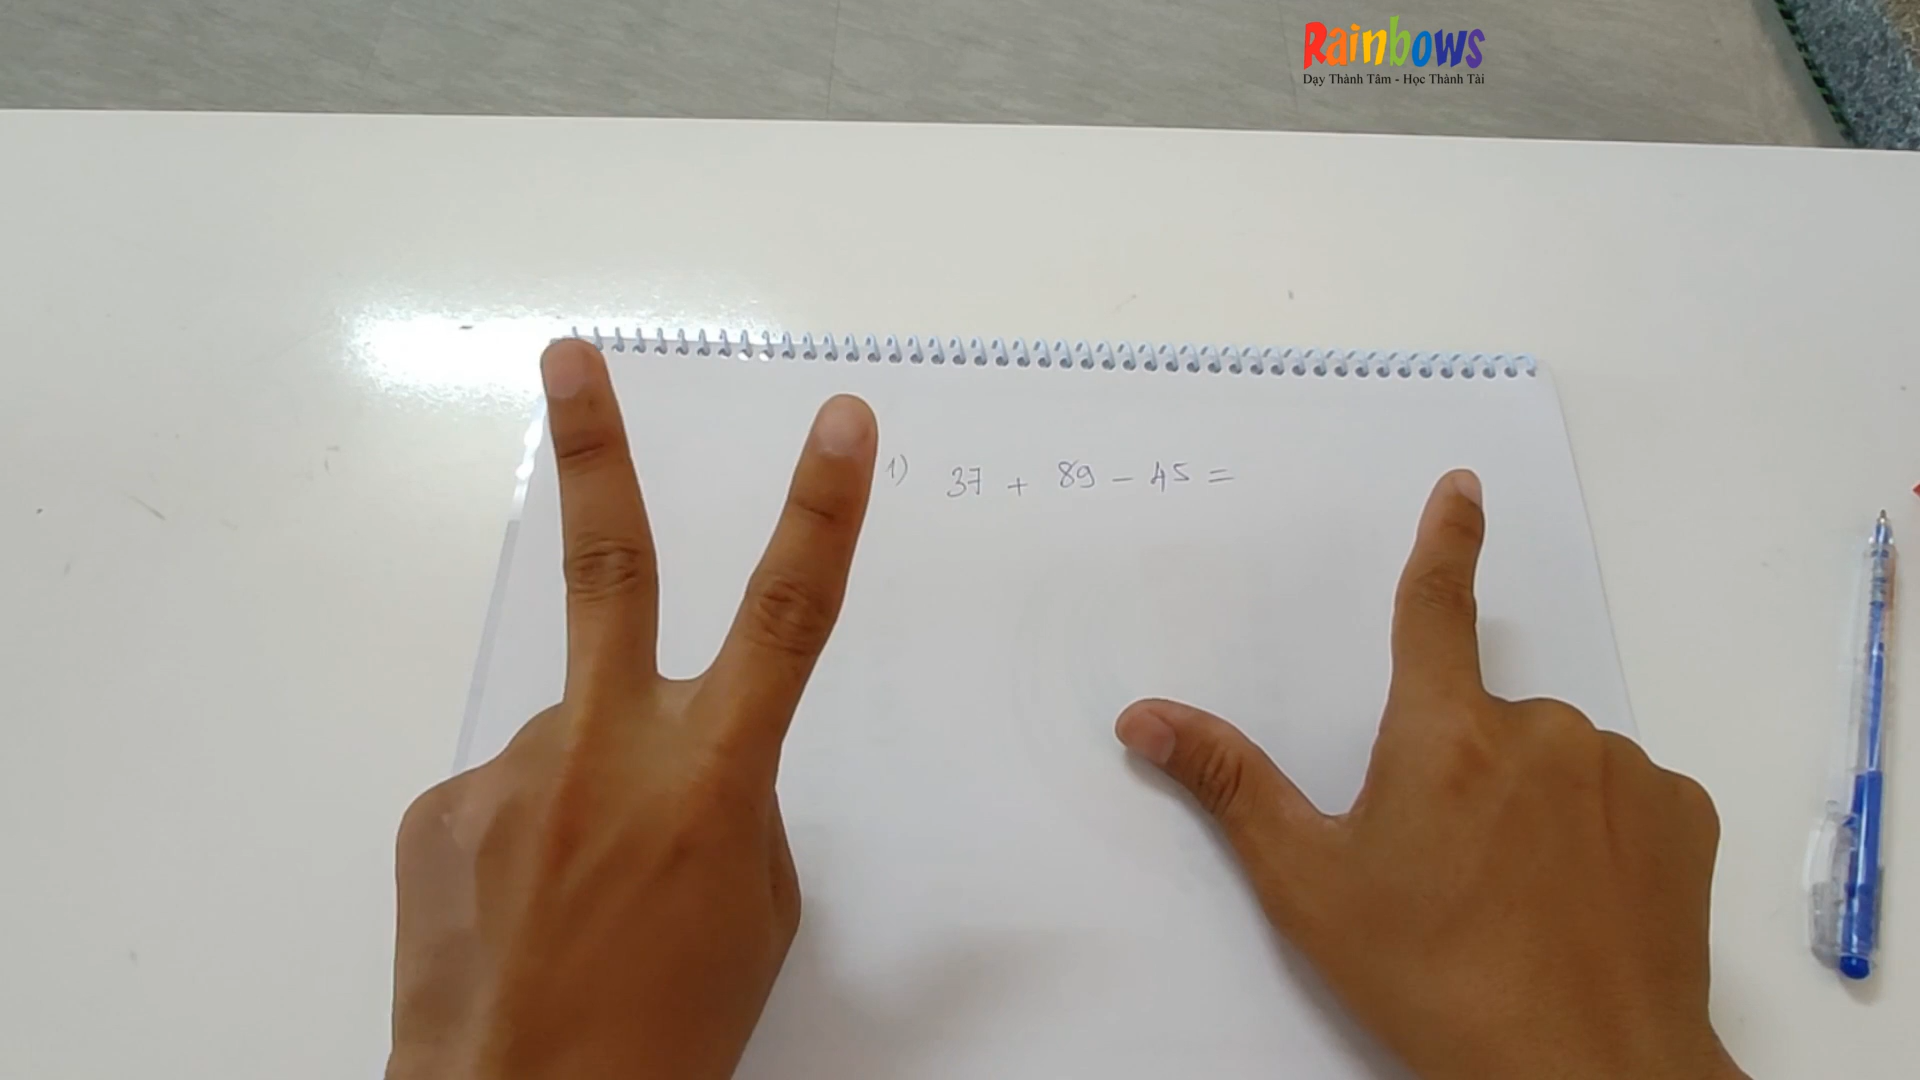 Rainbows
Dạy Thành Tâm - Học Thành Tài
1) 37 + 89 - 45 =